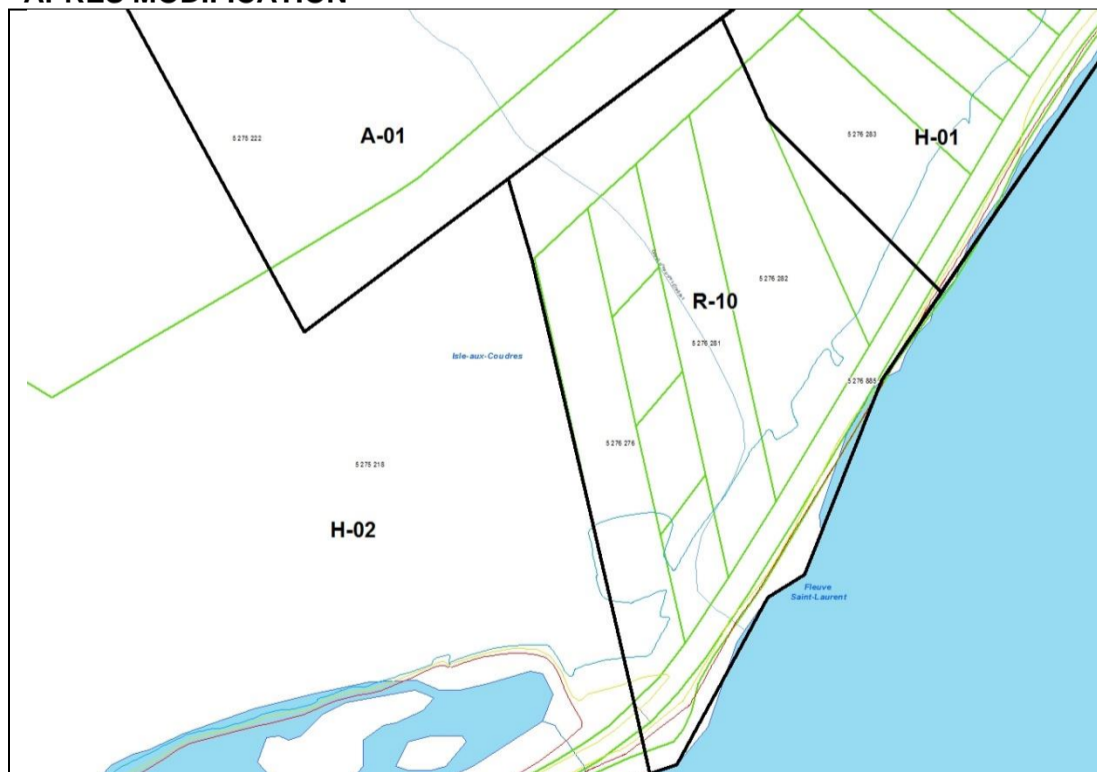 APRÈS MODIFICATION
5 275 222
A-01
5 276 283
H-01
5 276 282
R-10
5 276 281
Isle-aux-Coudres
5 276 885
5 276 276
5 275 218
H-02
Fleuve
Saint-Laurent